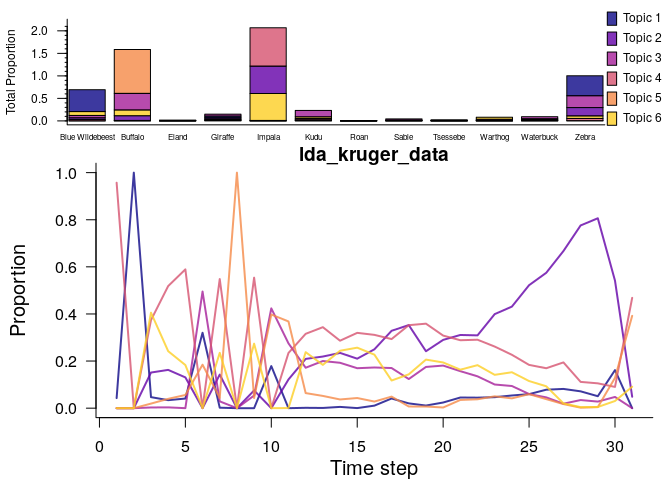 Total Proportion
2.0
1.5
1.0
0.5
0.0
Blue Wildebeest Buffalo Eland Giraffe Impala Kudu Roan Sable Tsessebe Warthog Waterbuck Zebra
Topic 1
Topic 2
Topic 3
Topic 4
Topic 5
Topic 6
lda_kruger_data
Proportion
1.0
0.8
0.6
0.4
0.2
0.0
0 5 10 15 20 25 30
Time step